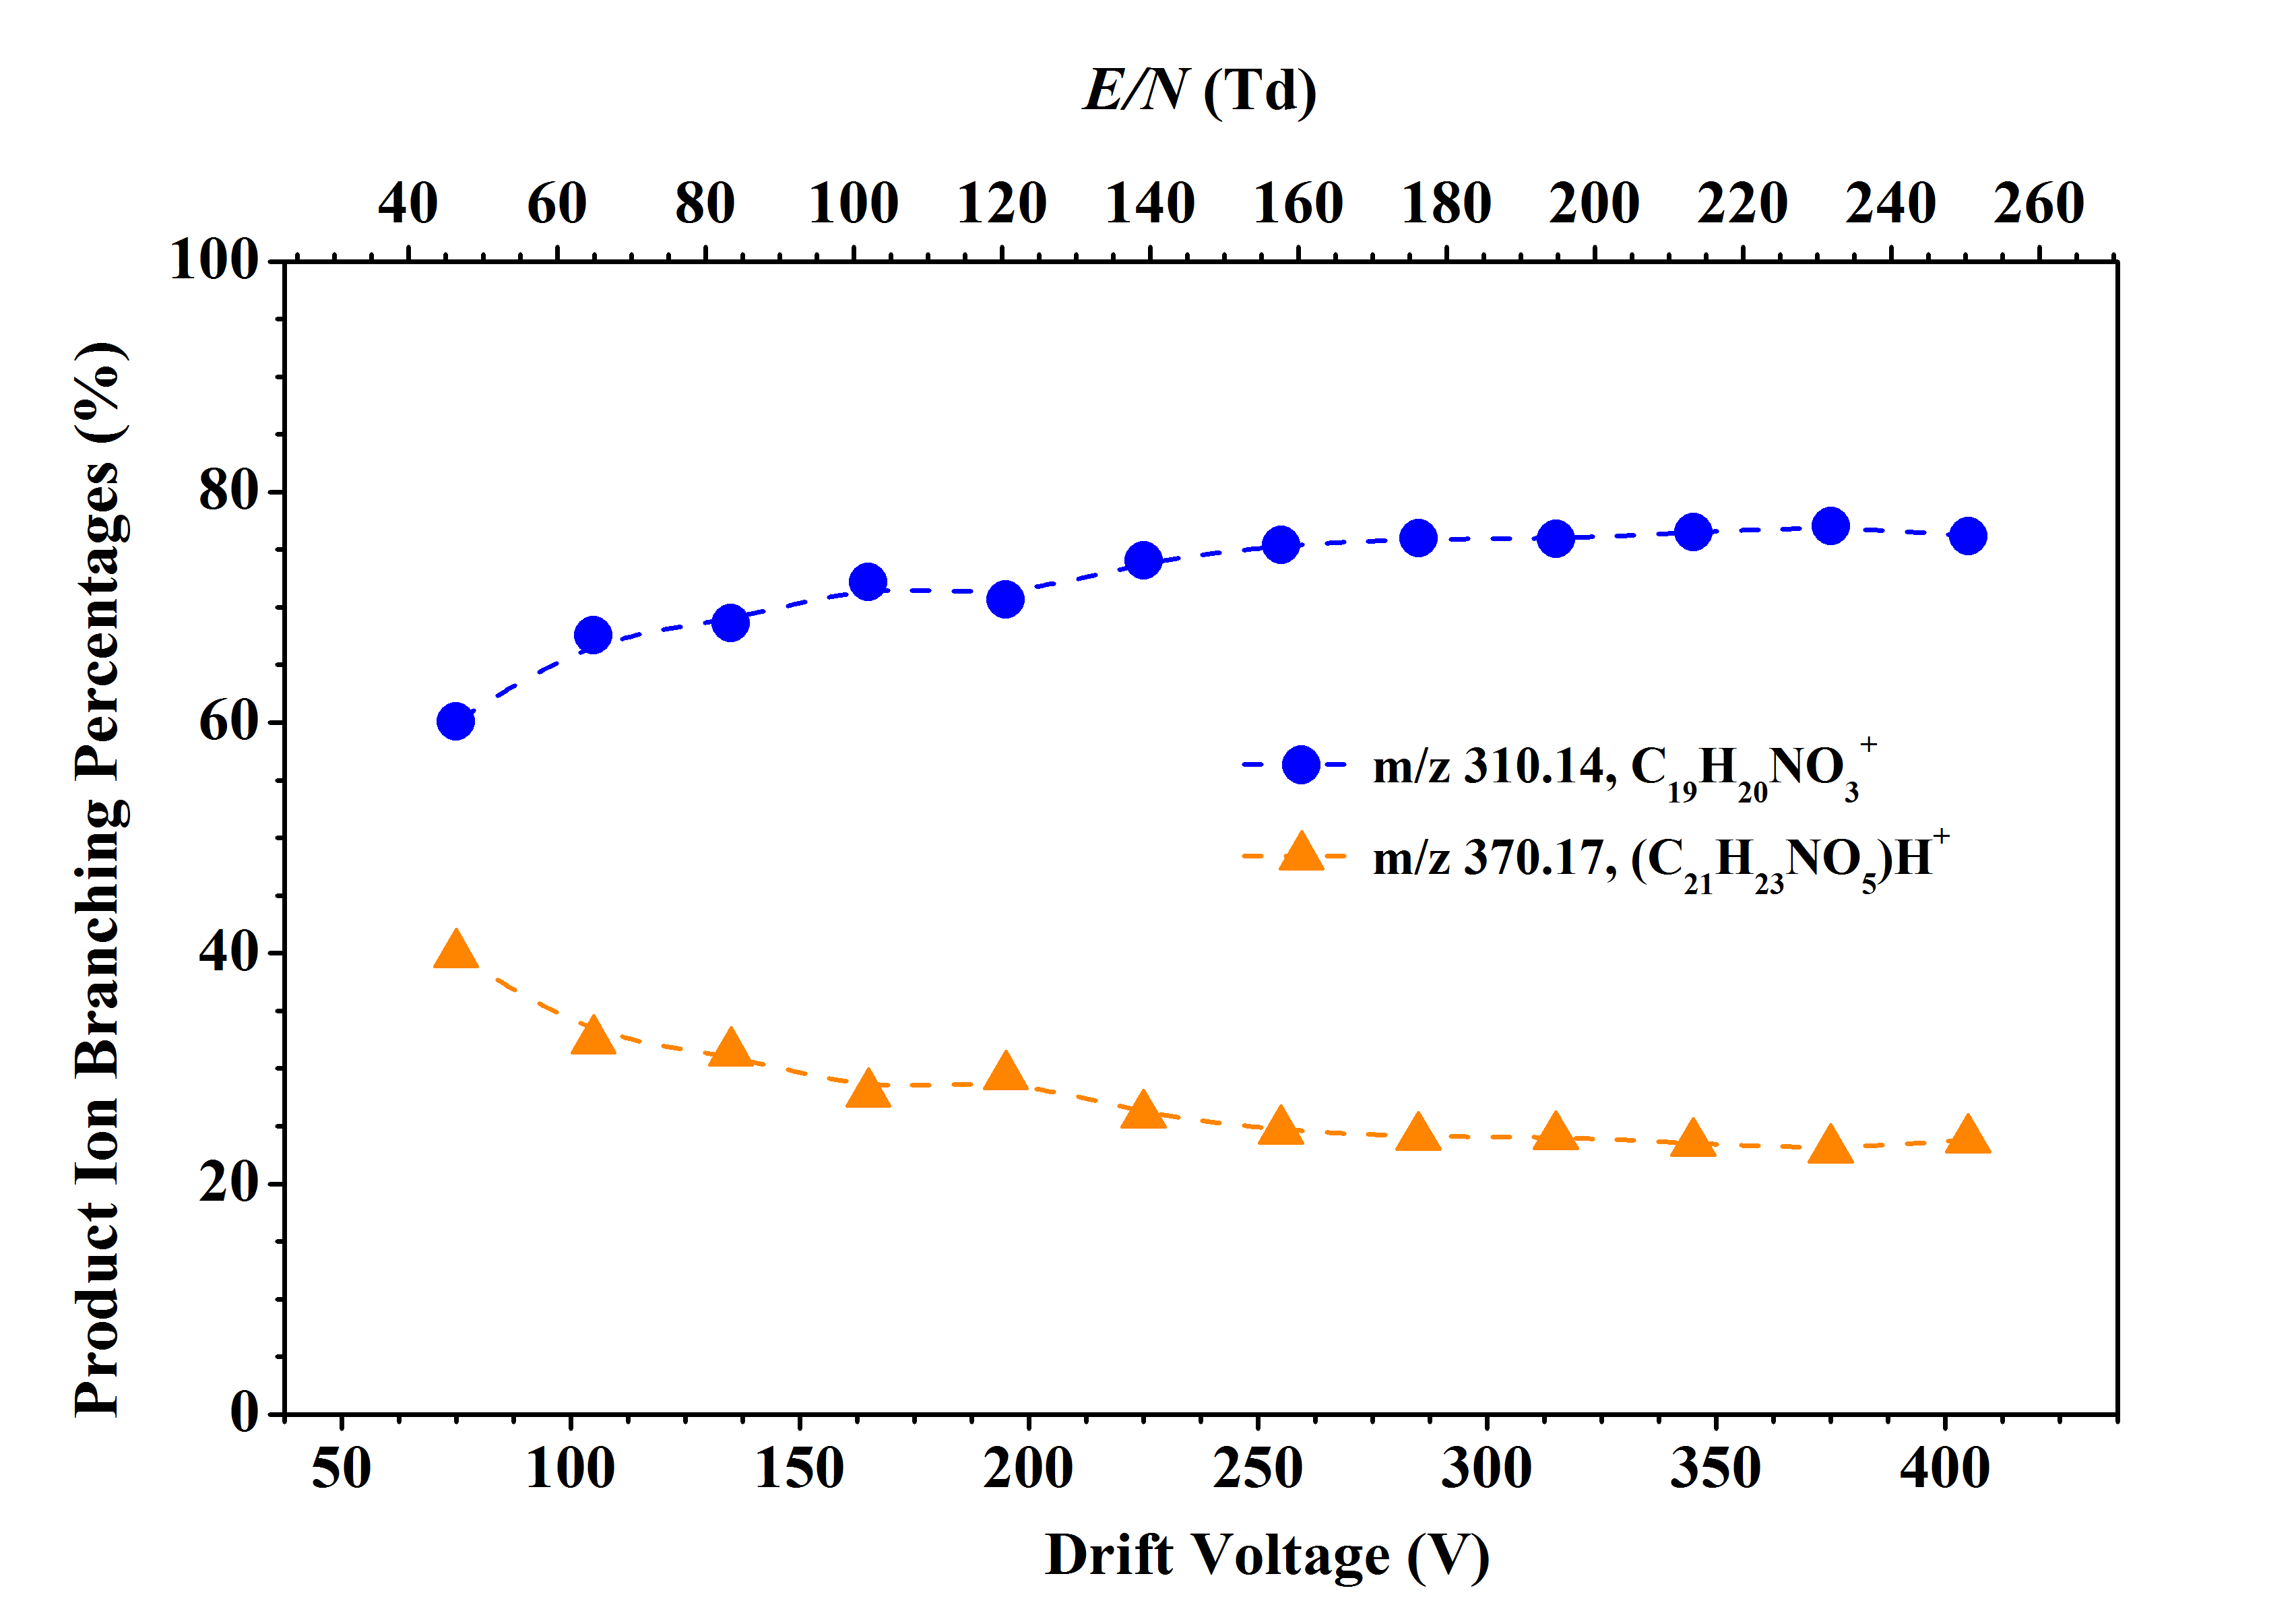 E/N (Td)
40 60 80 100 120 140 160 180 200 220 240 260
100
80
60
40
20
0
Product Ion Branching Percentages (%)
m/z 310.14, C₁₉H₂₀NO₃⁺
m/z 370.17, (C₂₁H₂₃NO₅)H⁺
50 100 150 200 250 300 350 400
Drift Voltage (V)